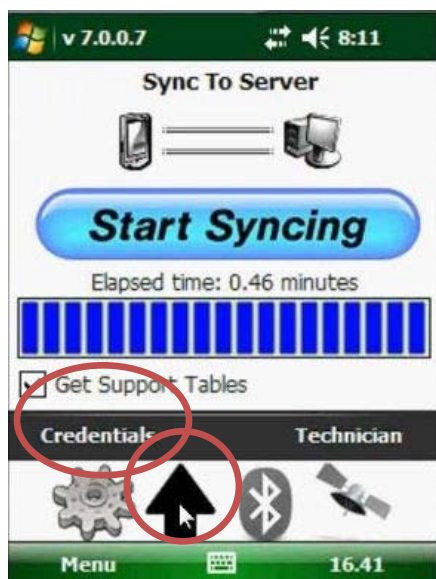 v 7.0.0.7 8:11
Sync To Server
Start Syncing
Elapsed time: 0.46 minutes
Get Support Tables
Credentials Technician
Menu 16.41